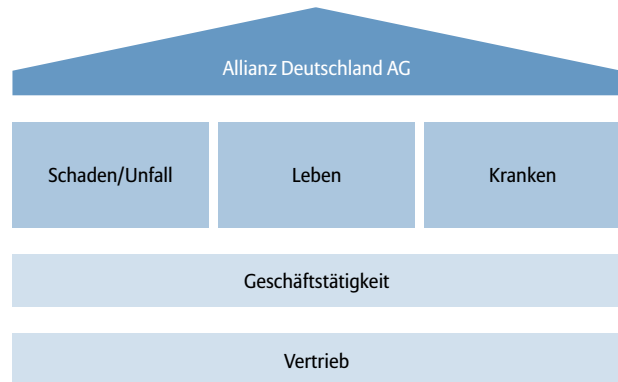 Allianz Deutschland AG
Schaden/Unfall
Leben
Kranken
Geschäftstätigkeit
Vertrieb